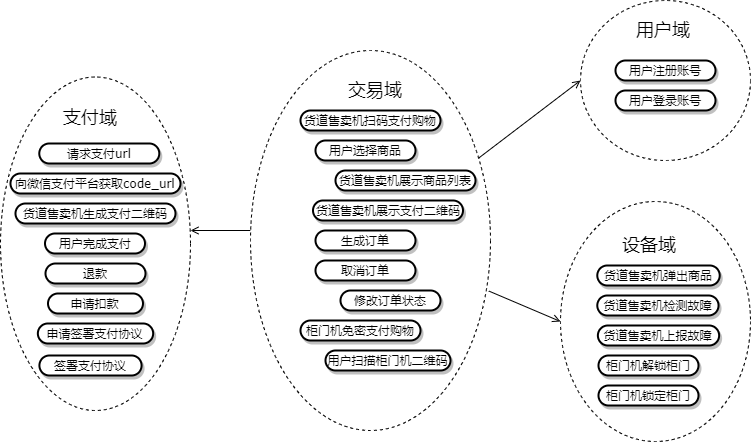 支付域
请求支付url
向微信支付平台获取code_url
货道售卖机生成支付二维码
用户完成支付
退款
申请扣款
申请签署支付协议
签署支付协议
交易域
货道售卖机扫码支付购物
用户选择商品
货道售卖机展示商品列表
货道售卖机展示支付二维码
生成订单
取消订单
修改订单状态
柜门机免密支付购物
用户扫描柜门机二维码
用户域
用户注册账号
用户登录账号
设备域
货道售卖机弹出商品
货道售卖机检测故障
货道售卖机上报故障
柜门机解锁柜门
柜门机锁定柜门